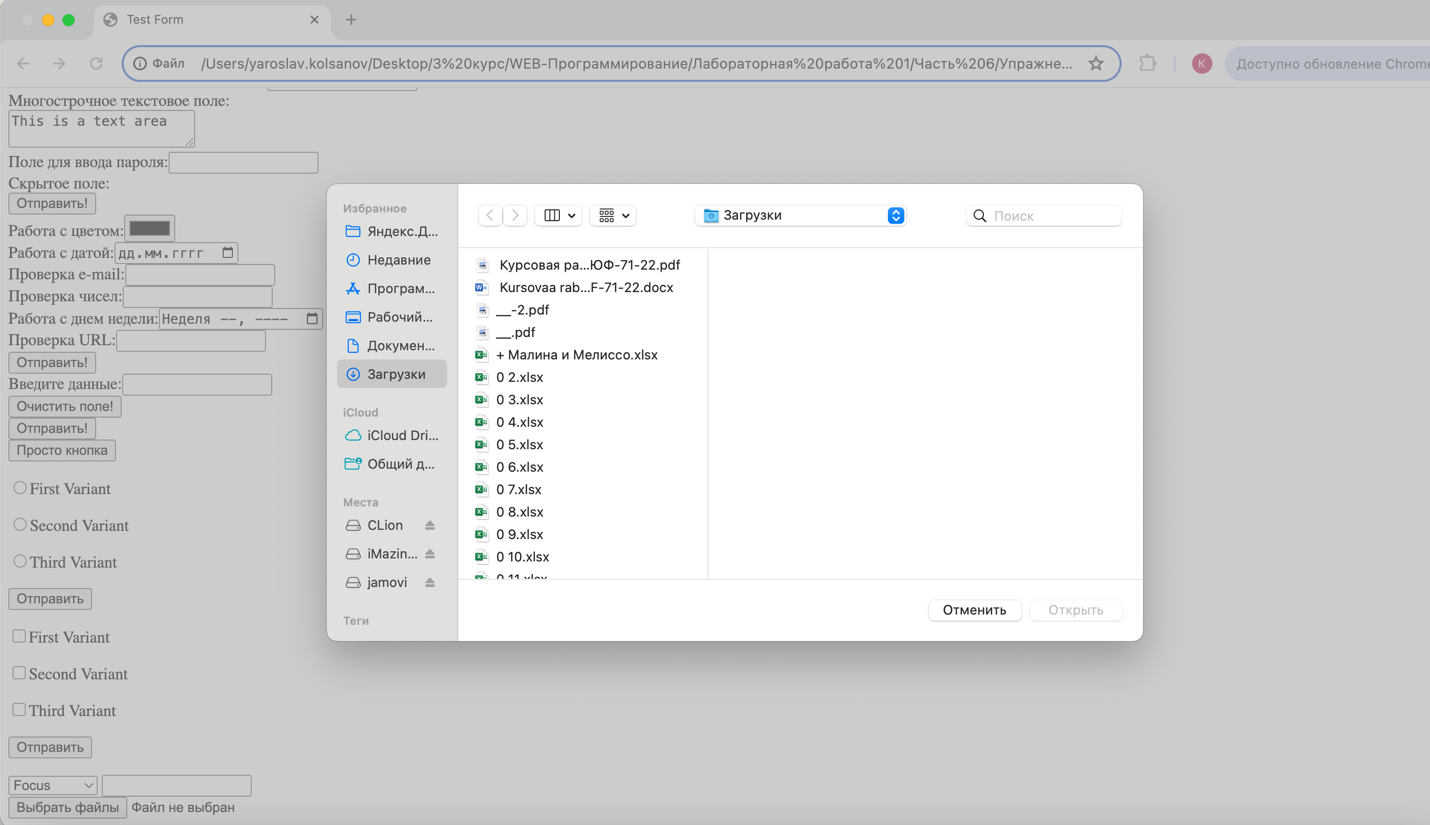 Test Form
Файл /Users/yaroslav.kolsanov/Desktop/3%20курс/WEB-Программирование/Лабораторная%20работа%201/Часть%206/Упражне...
K
Доступно обновление Chrome
Многострочное текстовое поле:
This is a text area
Поле для ввода пароля:
Скрытое поле:
Отправить!
Работа с цветом:
Работа с датой: дд.мм.гггг
Проверка e-mail:
Проверка чисел:
Работа с днем недели: Неделя --, ----
Проверка URL:
Отправить!
Введите данные:
Очистить поле!
Отправить!
Просто кнопка
First Variant
Second Variant
Third Variant
Отправить
First Variant
Second Variant
Third Variant
Отправить
Focus
Выбрать файлы Файл не выбран
Избранное
Яндекс.Д...
Недавние
Програм...
Рабочий...
Докумен...
Загрузки
iCloud
iCloud Dri...
Общий д...
Места
CLion
iMazin...
jamovi
Теги
Загрузки
Поиск
Курсовая ра...ЮФ-71-22.pdf
Kursovaa rab...F-71-22.docx
__-2.pdf
__.pdf
+ Малина и Мелиссо.xlsx
0 2.xlsx
0 3.xlsx
0 4.xlsx
0 5.xlsx
0 6.xlsx
0 7.xlsx
0 8.xlsx
0 9.xlsx
0 10.xlsx
0 11.xlsx
Отменить
Открыть